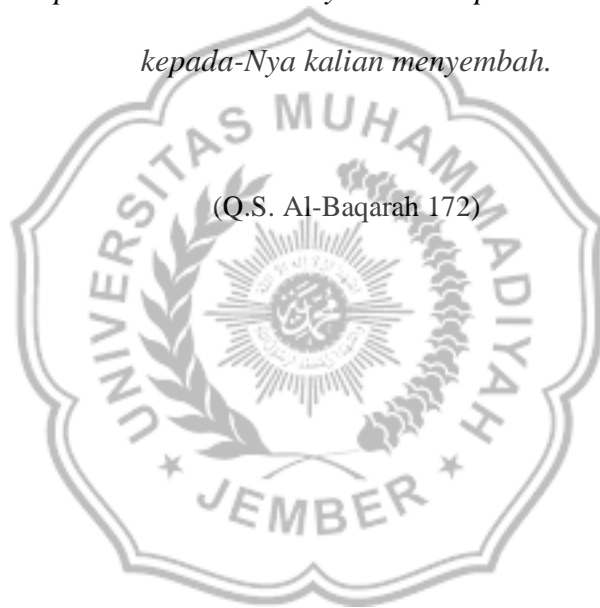 kepada-Nya kalian menyembah.
(Q.S. Al-Baqarah 172)
UNIVERSITAS MUHAMMADIYAH
JEMBER